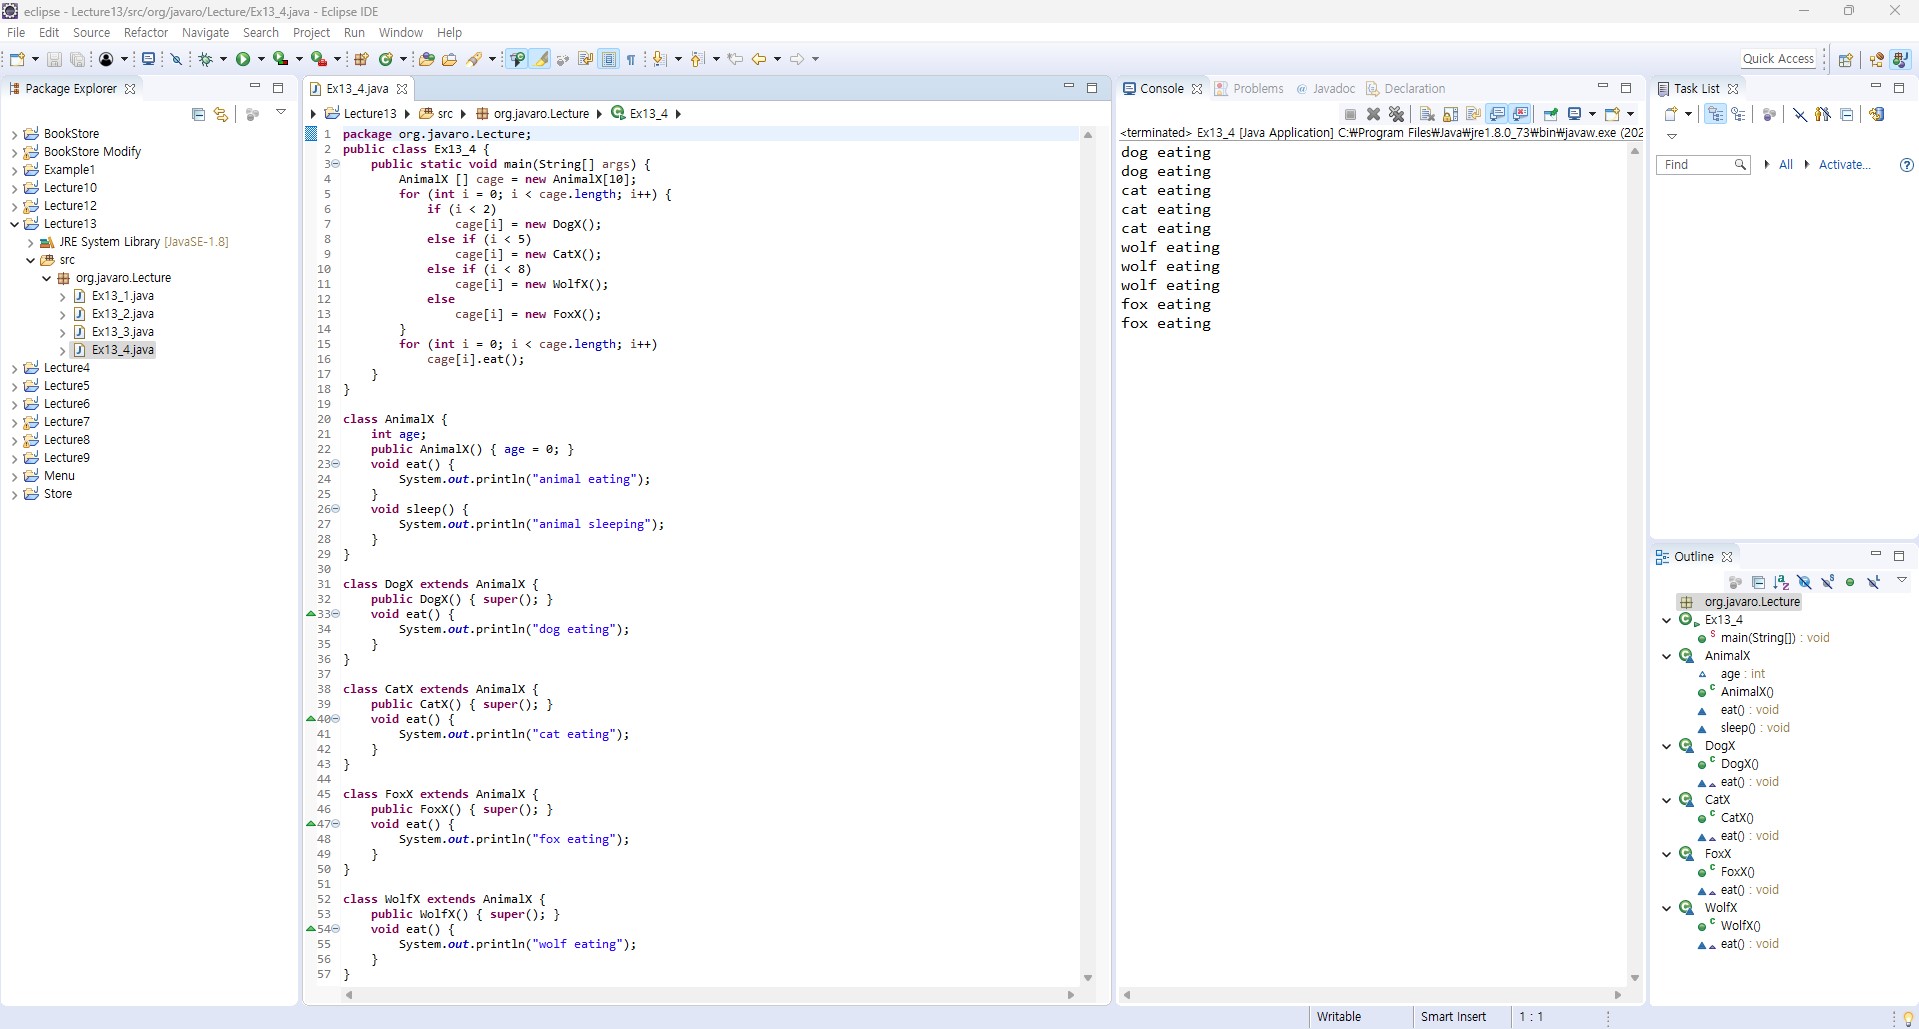 eclipse - Lecture13/src/org/javaro/Lecture/Ex13_4.java - Eclipse IDE
File Edit Source Refactor Navigate Search Project Run Window Help
Quick Access
Package Explorer
BookStore
BookStore Modify
Example1
Lecture10
Lecture12
Lecture13
JRE System Library [JavaSE-1.8]
src
org.javaro.Lecture
Ex13_1.java
Ex13_2.java
Ex13_3.java
Ex13_4.java
Lecture4
Lecture5
Lecture6
Lecture7
Lecture8
Lecture9
Menu
Store
Ex13_4.java
Lecture13 src org.javaro.Lecture Ex13_4
1 package org.javaro.Lecture;
2 public class Ex13_4 {
3 public static void main(String[] args) {
4 AnimalX [] cage = new AnimalX[10];
5 for (int i = 0; i < cage.length; i++) {
6 if (i < 2)
7 cage[i] = new DogX();
8 else if (i < 5)
9 cage[i] = new CatX();
10 else if (i < 8)
11 cage[i] = new WolfX();
12 else
13 cage[i] = new FoxX();
14 }
15 for (int i = 0; i < cage.length; i++)
16 cage[i].eat();
17 }
18 }
19
20 class AnimalX {
21 int age;
22 public AnimalX() { age = 0; }
23 void eat() {
24 System.out.println("animal eating");
25 }
26 void sleep() {
27 System.out.println("animal sleeping");
28 }
29 }
30
31 class DogX extends AnimalX {
32 public DogX() { super(); }
33 void eat() {
34 System.out.println("dog eating");
35 }
36 }
37
38 class CatX extends AnimalX {
39 public CatX() { super(); }
40 void eat() {
41 System.out.println("cat eating");
42 }
43 }
44
45 class FoxX extends AnimalX {
46 public FoxX() { super(); }
47 void eat() {
48 System.out.println("fox eating");
49 }
50 }
51
52 class WolfX extends AnimalX {
53 public WolfX() { super(); }
54 void eat() {
55 System.out.println("wolf eating");
56 }
57 }
Console Problems @ Javadoc Declaration
<terminated> Ex13_4 [Java Application] C:₩Program Files₩Java₩jre1.8.0_73₩bin₩javaw.exe (202
dog eating
dog eating
cat eating
cat eating
cat eating
wolf eating
wolf eating
wolf eating
fox eating
fox eating
Task List
Find All Activate...
Outline
org.javaro.Lecture
Ex13_4
main(String[]) : void
AnimalX
age : int
AnimalX()
eat() : void
sleep() : void
DogX
DogX()
eat() : void
CatX
CatX()
eat() : void
FoxX
FoxX()
eat() : void
WolfX
WolfX()
eat() : void
Writable Smart Insert 1 : 1